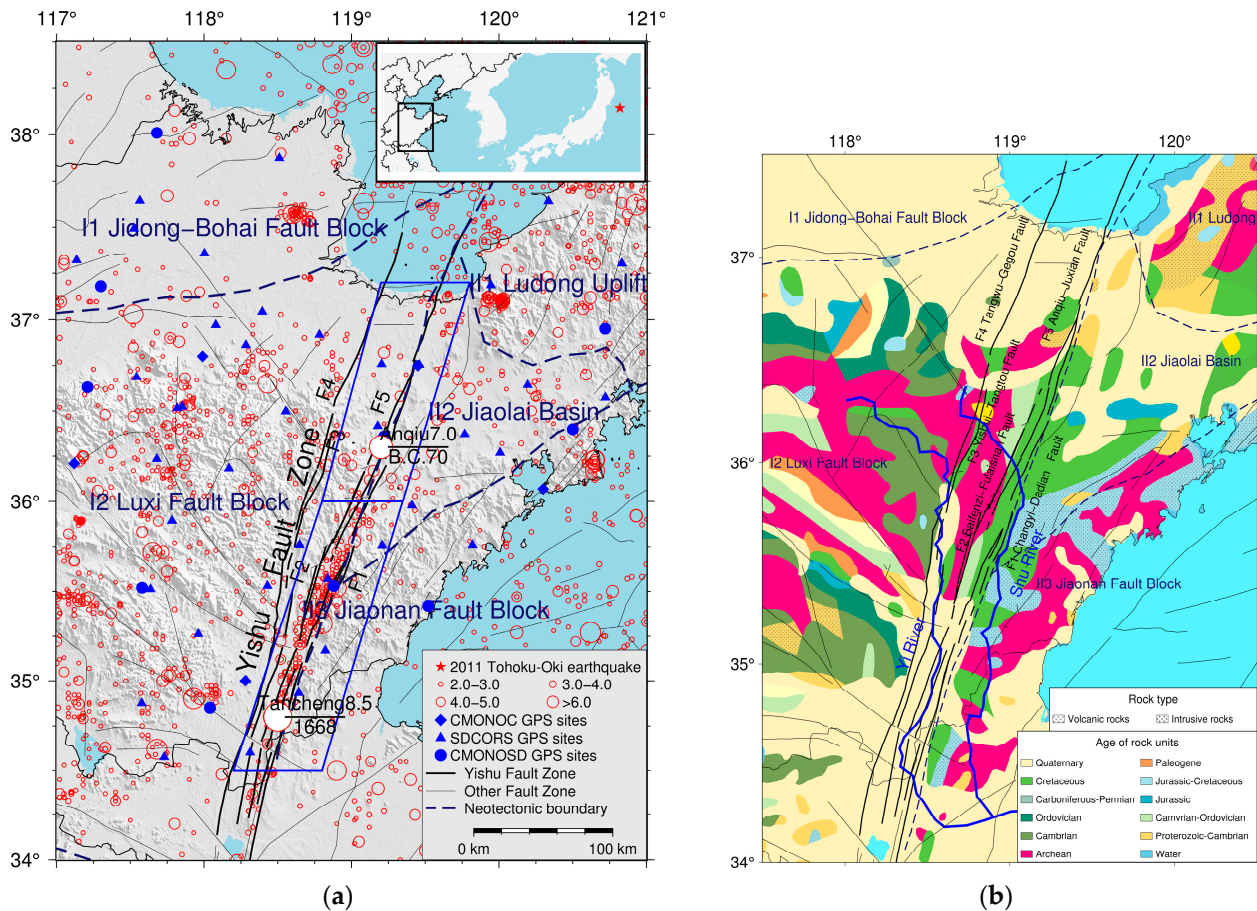 117° 118° 119° 120° 121°
38°
37°
36°
35°
34°
I1 Jidong−Bohai Fault Block
II1 Ludong Uplift
II2 Jiaolai Basin
I2 Luxi Fault Block
II3 Jiaonan Fault Block
Yishu Fault Zone
F4
F5
F2
F1
Anqiu7.0
B.C.70
Tancheng8.5
1668
2011 Tohoku-Oki earthquake
2.0−3.0 3.0−4.0
4.0−5.0 >6.0
CMONOC GPS sites
SDCORS GPS sites
CMONOSD GPS sites
Yishu Fault Zone
Other Fault Zone
Neotectonic boundary
0 km 100 km
(a)
118° 119° 120°
37°
36°
35°
34°
I1 Jidong−Bohai Fault Block
II1 Ludong
II2 Jiaolai Basin
I2 Luxi Fault Block
II3 Jiaonan Fault Block
F4 Tangwu−Gegou Fault
F5 Anqiu−Juxian Fault
F3 Yishui−Tangtou Fault
F2 Baifenzi−Fulaishan Fault
F1 Changyi−Dadian Fault
Yi River
Shu River
Rock type
Volcanic rocks Intrusive rocks
Age of rock units
Quaternary Paleogene
Cretaceous Jurassic-Cretaceous
Carboniferous-Permian Jurassic
Ordovician Camvrian-Ordovician
Cambrian Proterozoic-Cambrian
Archean Water
(b)